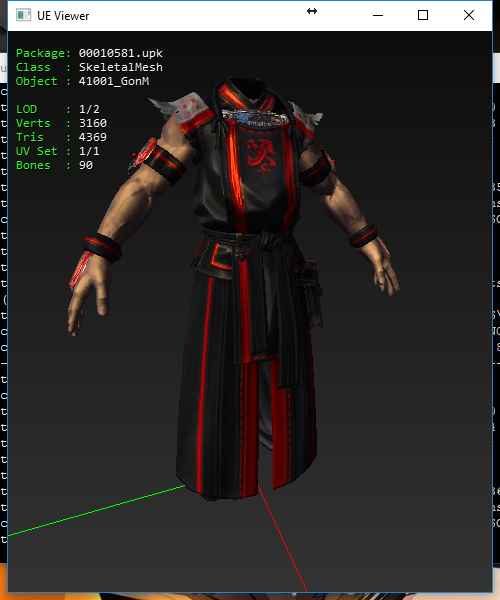 UE Viewer
Package: 00010581.upk
Class : SkeletalMesh
Object : 41001_GonM
LOD : 1/2
Verts : 3160
Tris : 4369
UV Set : 1/1
Bones : 90